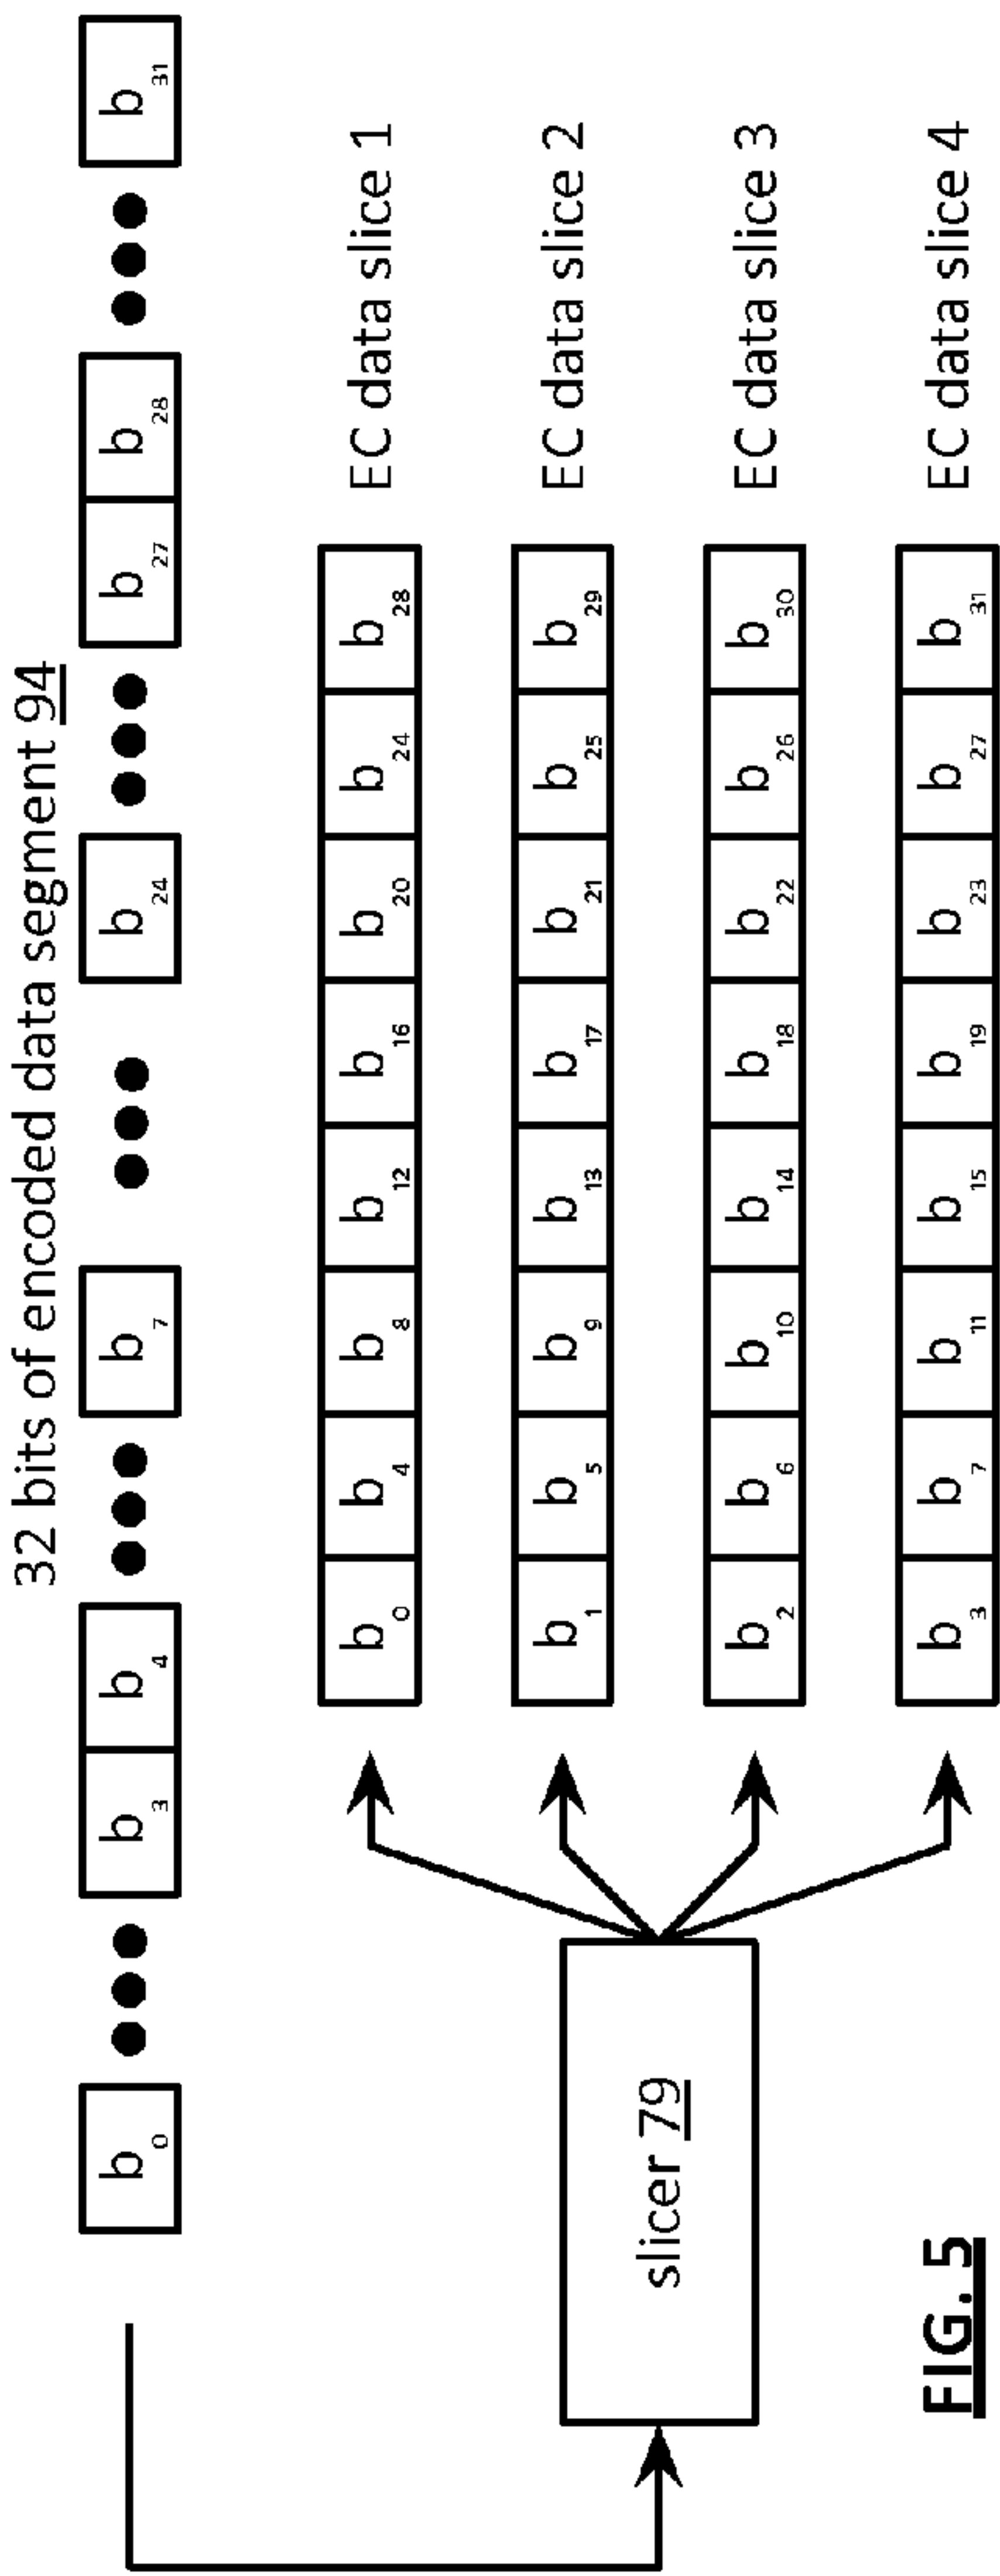 32 bits of encoded data segment 94
b0 b3 b4 b7 b24 b27 b28 b31
b0 b4 b8 b12 b16 b20 b24 b28 EC data slice 1
b1 b5 b9 b13 b17 b21 b25 b29 EC data slice 2
slicer 79
b2 b6 b10 b14 b18 b22 b26 b30 EC data slice 3
b3 b7 b11 b15 b19 b23 b27 b31 EC data slice 4
FIG. 5